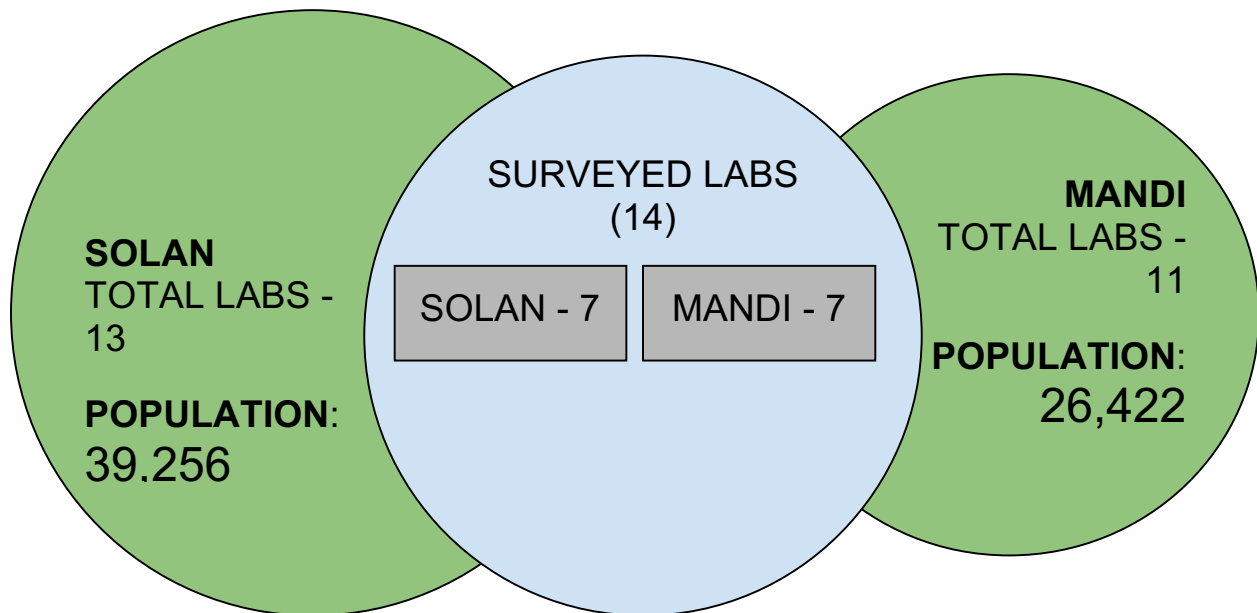 SOLAN
TOTAL LABS -
13
POPULATION:
39,256
SURVEYED LABS
(14)
SOLAN - 7
MANDI - 7
MANDI
TOTAL LABS -
11
POPULATION:
26,422